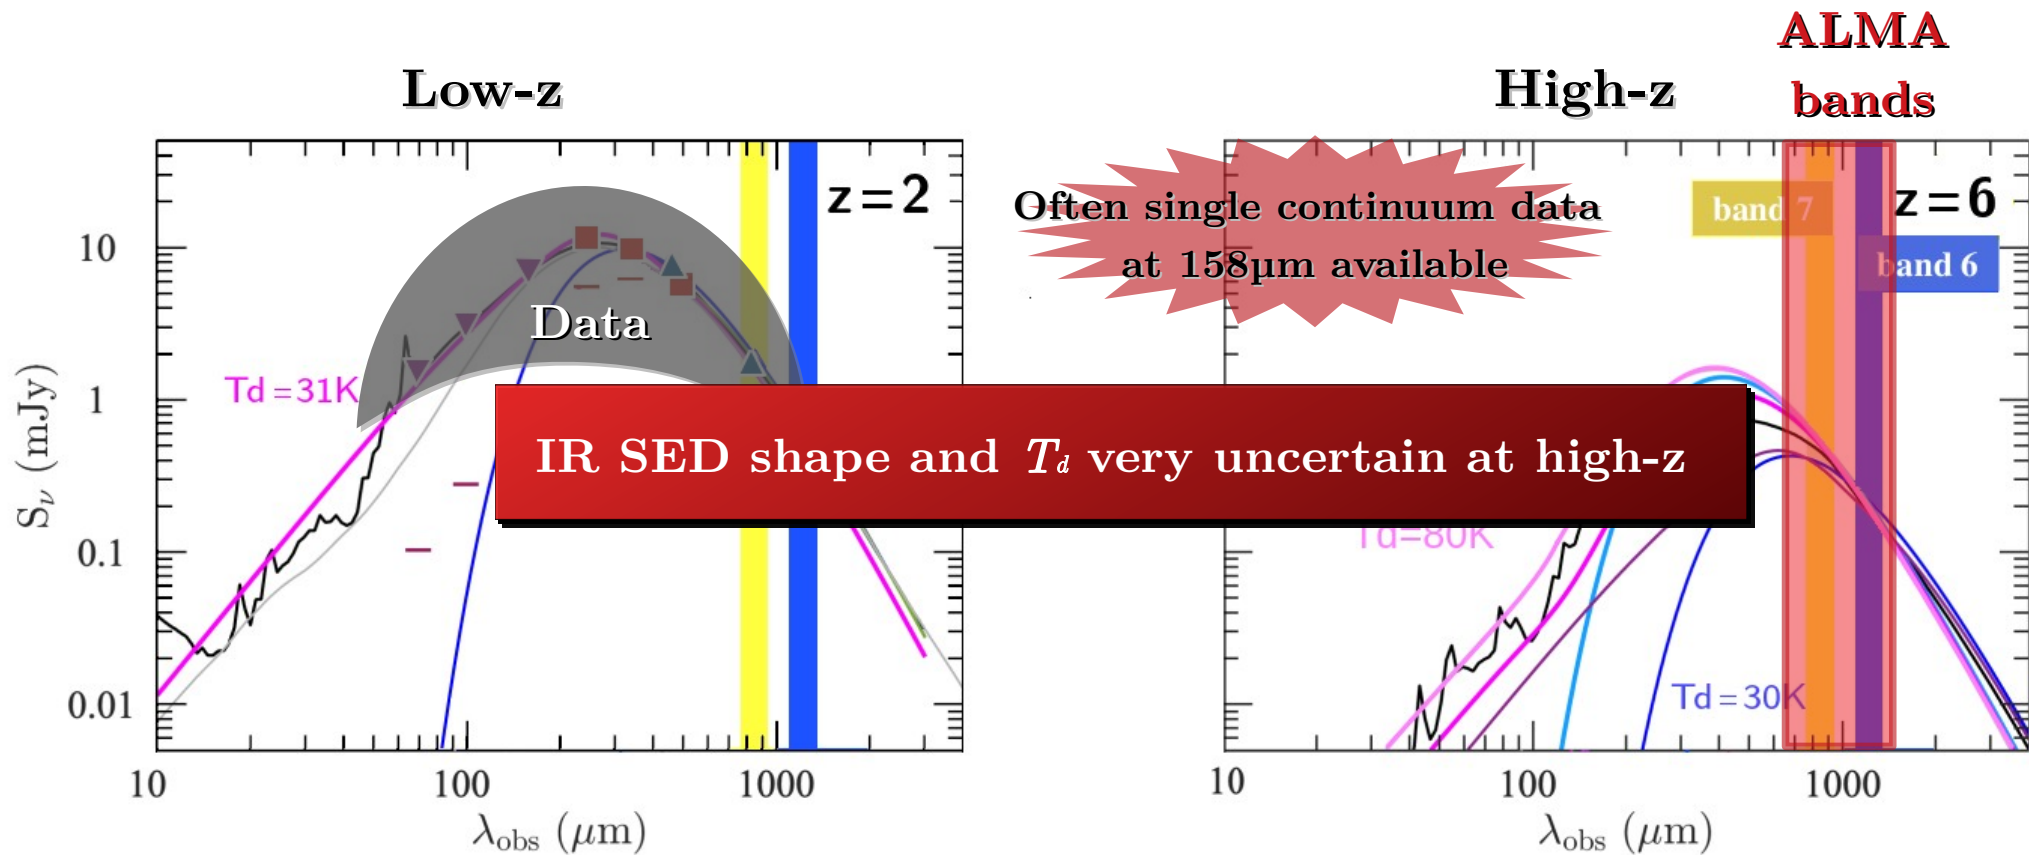 ALMA
bands
Low-z
High-z
z=2
z=6
Often single continuum data
at 158μm available
band 7
band 6
Data
Td=31K
IR SED shape and Td very uncertain at high-z
Td=80K
Td=30K
Sν (mJy)
10
1
0.1
0.01
10
100
1000
λobs (μm)
10
100
1000
λobs (μm)